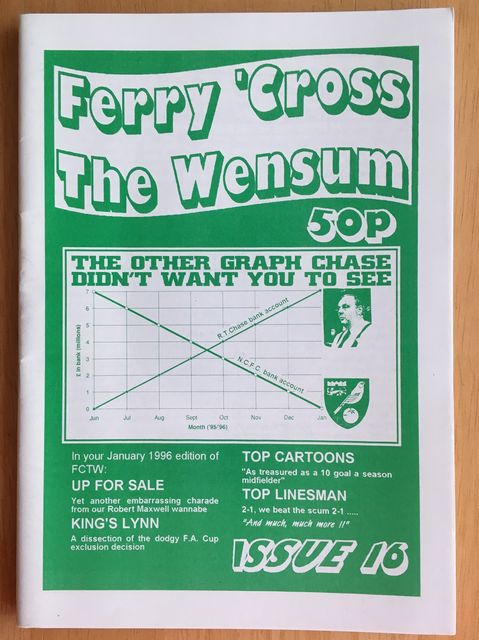 Ferry 'Cross
The Wensum
50p
THE OTHER GRAPH CHASE
DIDN'T WANT YOU TO SEE
£ in bank (millions)
7
6
5
4
3
2
1
0
R.T.Chase bank account
N.C.F.C. bank account
Jun Jul Aug Sept Oct Nov Dec Jan
Month ('95-'96)
In your January 1996 edition of
FCTW:
UP FOR SALE
Yet another embarrassing charade
from our Robert Maxwell wannabe
KING'S LYNN
A dissection of the dodgy F.A. Cup
exclusion decision
TOP CARTOONS
"As treasured as a 10 goal a season
midfielder"
TOP LINESMAN
2-1, we beat the scum 2-1 .....
"And much, much more !!"
ISSUE 16